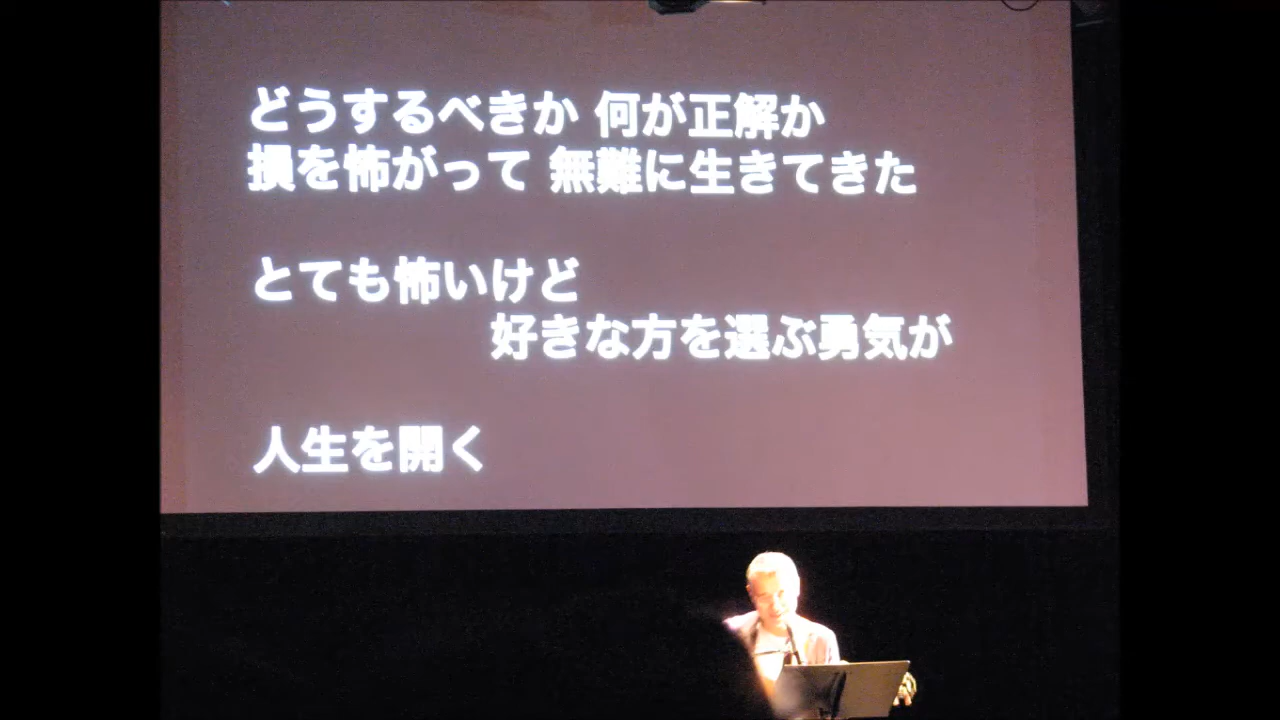 どうするべきか 何が正解か
損を怖がって 無難に生きてきた
とても怖いけど
好きな方を選ぶ勇気が
人生を開く